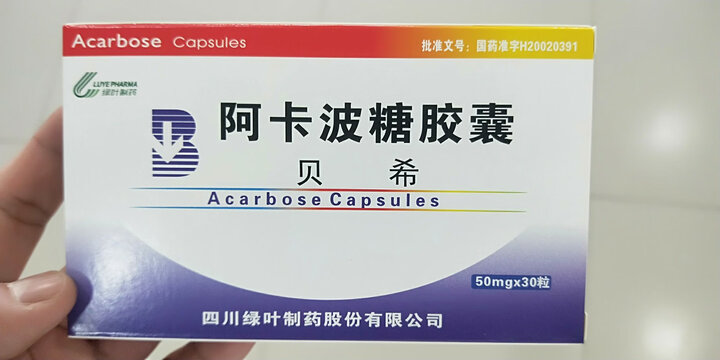 Acarbose Capsules
批准文号：国药准字H20020391
LUYE PHARMA
绿叶制药
B
阿卡波糖胶囊
贝 希
Acarbose Capsules
50mgx30粒
四川绿叶制药股份有限公司